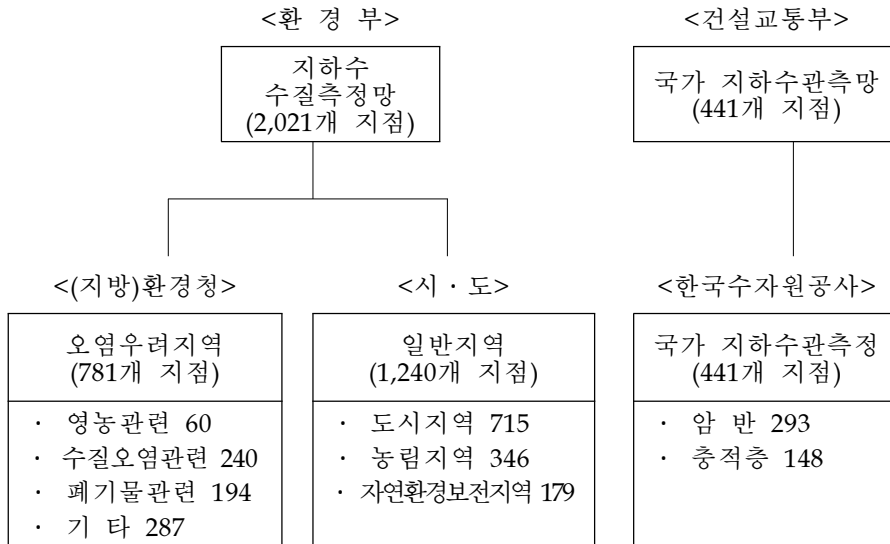 <환 경 부>
지하수
수질측정망
(2,021개 지점)
<건설교통부>
국가 지하수관측망
(441개 지점)
<(지방)환경청>
오염우려지역
(781개 지점)
· 영농관련 60
· 수질오염관련 240
· 폐기물관련 194
· 기 타 287
<시 · 도>
일반지역
(1,240개 지점)
· 도시지역 715
· 농림지역 346
· 자연환경보전지역 179
<한국수자원공사>
국가 지하수관측정
(441개 지점)
· 암 반 293
· 충적층 148